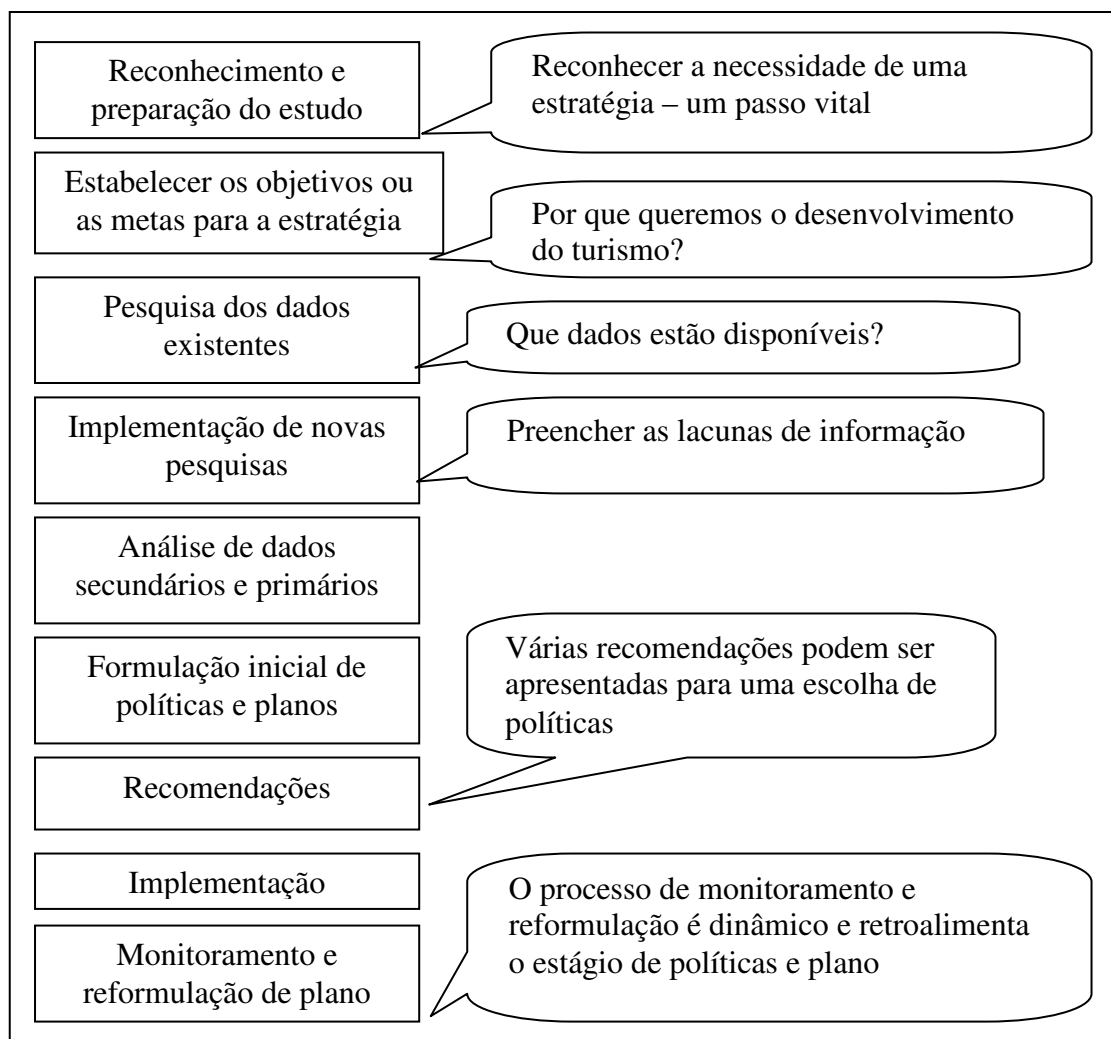 Reconhecimento e
preparação do estudo
Reconhecer a necessidade de uma
estratégia – um passo vital
Estabelecer os objetivos ou
as metas para a estratégia
Por que queremos o desenvolvimento
do turismo?
Pesquisa dos dados
existentes
Que dados estão disponíveis?
Implementação de novas
pesquisas
Preencher as lacunas de informação
Análise de dados
secundários e primários
Formulação inicial de
políticas e planos
Várias recomendações podem ser
apresentadas para uma escolha de
políticas
Recomendações
Implementação
O processo de monitoramento e
reformulação é dinâmico e retroalimenta
o estágio de políticas e plano
Monitoramento e
reformulação de plano